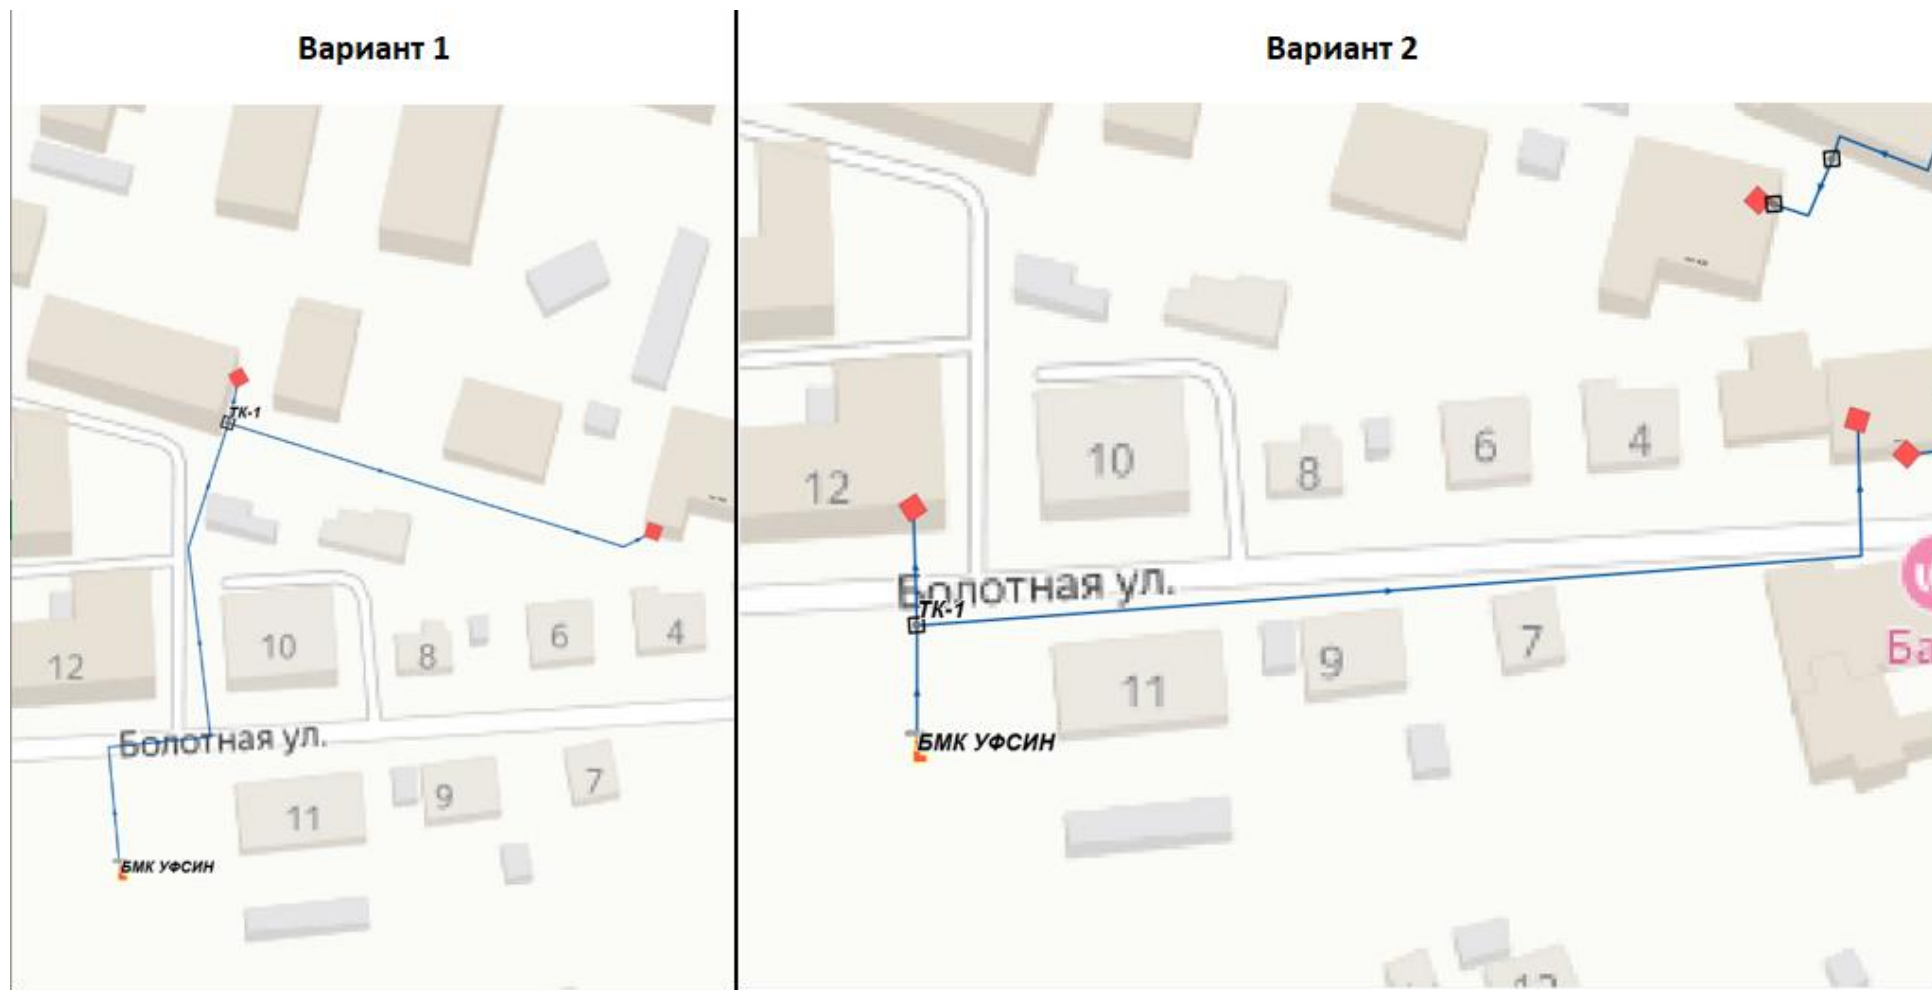 Вариант 1
ТК-1
10
8
6
4
12
Болотная ул.
11
9
7
БМК УФСИН
Вариант 2
12
10
8
6
4
Болотная ул.
ТК-1
11
9
7
Ба
БМК УФСИН